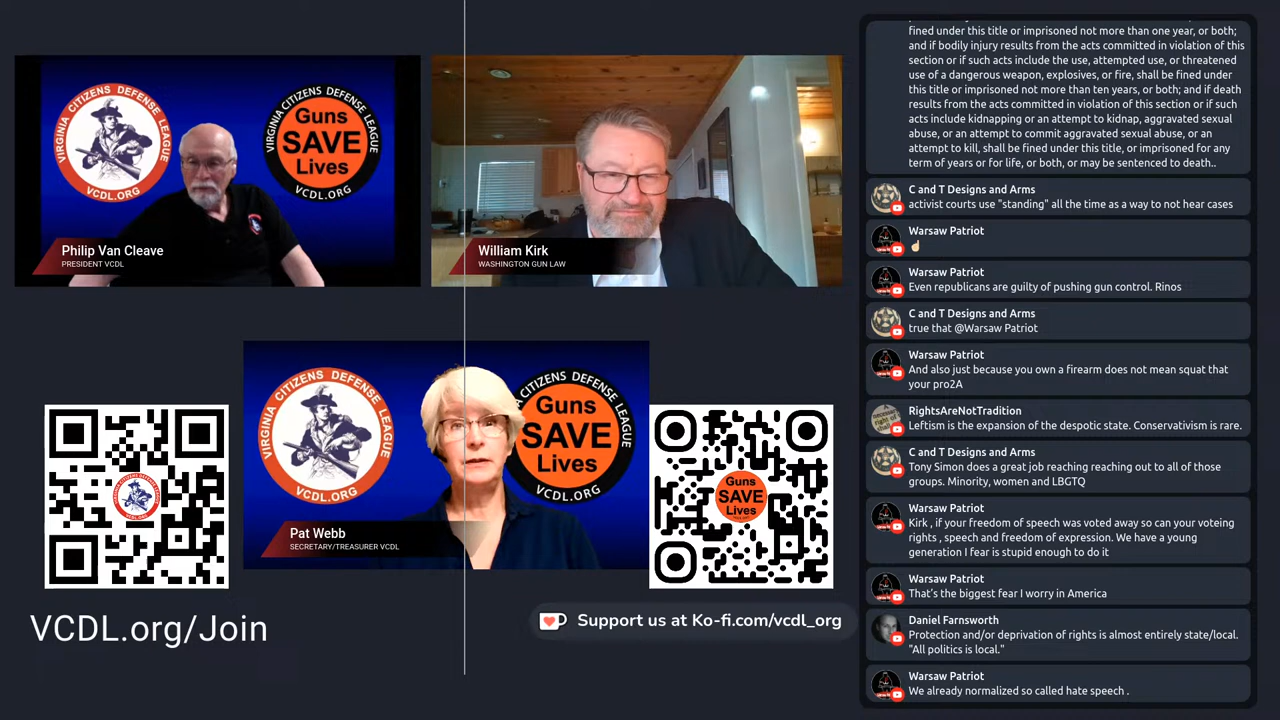 VIRGINIA CITIZENS DEFENSE LEAGUE
VCDL.ORG
VIRGINIA CITIZENS DEFENSE LEAGUE
Guns
SAVE
Lives
VCDL.ORG
Philip Van Cleave
PRESIDENT VCDL
William Kirk
WASHINGTON GUN LAW
VIRGINIA CITIZENS DEFENSE LEAGUE
VCDL.ORG
CITIZENS DEFENSE LEAGUE
Guns
SAVE
Lives
VCDL.ORG
Pat Webb
SECRETARY/TREASURER VCDL
Guns
SAVE
Lives
VCDL.org/Join
Support us at Ko-fi.com/vcdl_org
fined under this title or imprisoned not more than one year, or both;
and if bodily injury results from the acts committed in violation of this
section or if such acts include the use, attempted use, or threatened
use of a dangerous weapon, explosives, or fire, shall be fined under
this title or imprisoned not more than ten years, or both; and if death
results from the acts committed in violation of this section or if such
acts include kidnapping or an attempt to kidnap, aggravated sexual
abuse, or an attempt to commit aggravated sexual abuse, or an
attempt to kill, shall be fined under this title, or imprisoned for any
term of years or for life, or both, or may be sentenced to death..
C and T Designs and Arms
activist courts use "standing" all the time as a way to not hear cases
Warsaw Patriot
☝🏼
Warsaw Patriot
Even republicans are guilty of pushing gun control. Rinos
C and T Designs and Arms
true that @Warsaw Patriot
Warsaw Patriot
And also just because you own a firearm does not mean squat that
your pro2A
RightsAreNotTradition
Leftism is the expansion of the despotic state. Conservativism is rare.
C and T Designs and Arms
Tony Simon does a great job reaching reaching out to all of those
groups. Minority, women and LBGTQ
Warsaw Patriot
Kirk , if your freedom of speech was voted away so can your voteing
rights , speech and freedom of expression. We have a young
generation I fear is stupid enough to do it
Warsaw Patriot
That's the biggest fear I worry in America
Daniel Farnsworth
Protection and/or deprivation of rights is almost entirely state/local.
"All politics is local."
Warsaw Patriot
We already normalized so called hate speech .